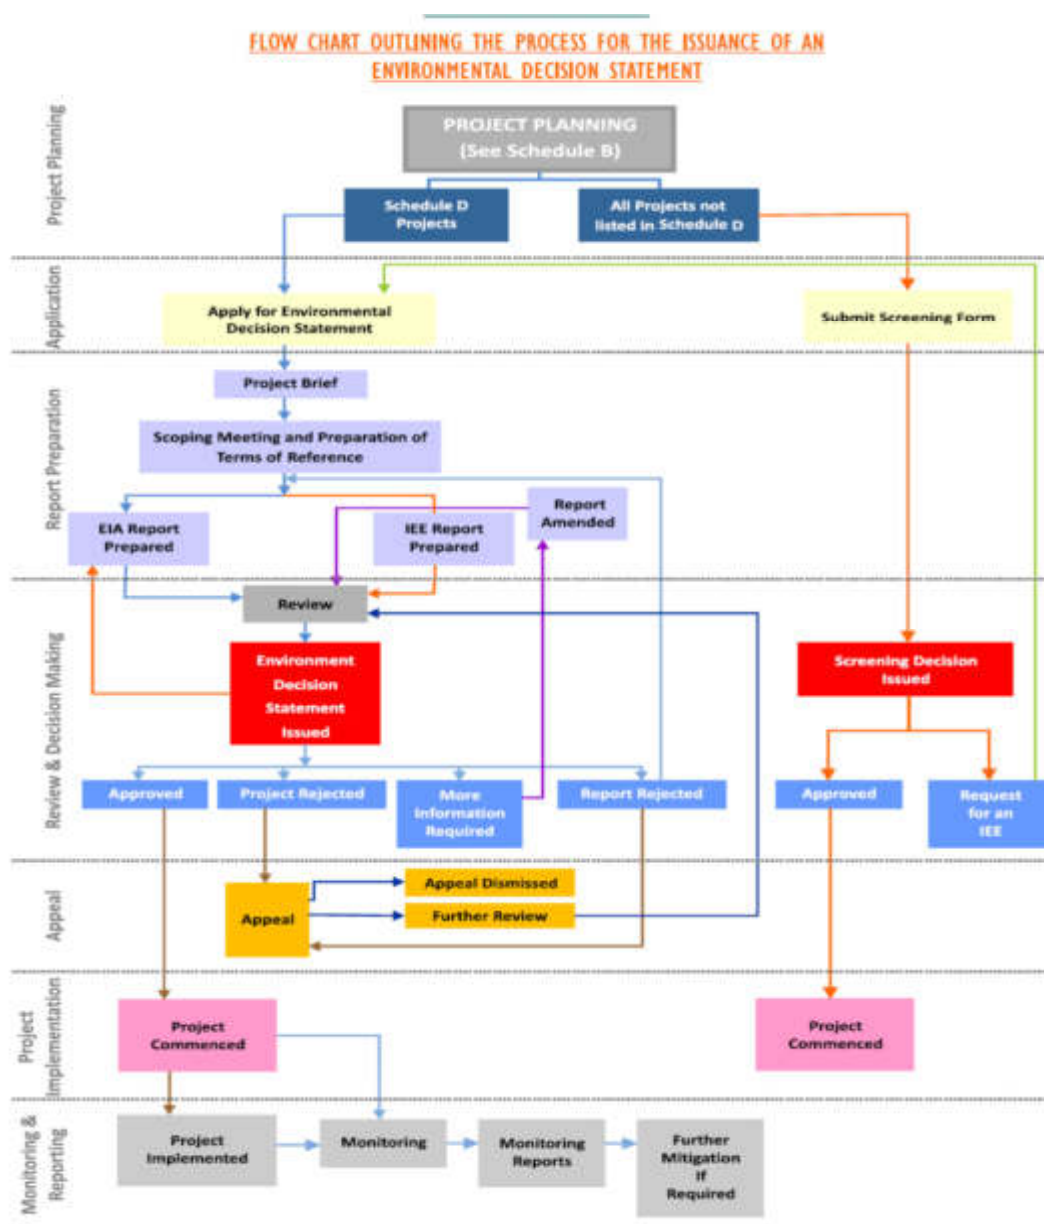 FLOW CHART OUTLINING THE PROCESS FOR THE ISSUANCE OF AN
ENVIRONMENTAL DECISION STATEMENT
Project Planning
PROJECT PLANNING
(See Schedule B)
Schedule D
Projects
All Projects not
listed in Schedule D
Application
Apply for Environmental
Decision Statement
Submit Screening Form
Report Preparation
Project Brief
Scoping Meeting and Preparation of
Terms of Reference
EIA Report
Prepared
IEE Report
Prepared
Report
Amended
Review & Decision Making
Review
Environment
Decision
Statement
Issued
Screening Decision
Issued
Approved
Project Rejected
More
Information
Required
Report Rejected
Approved
Request
for an
IEE
Appeal
Appeal
Appeal Dismissed
Further Review
Project
Implementation
Project
Commenced
Project
Commenced
Monitoring &
Reporting
Project
Implemented
Monitoring
Monitoring
Reports
Further
Mitigation
If
Required